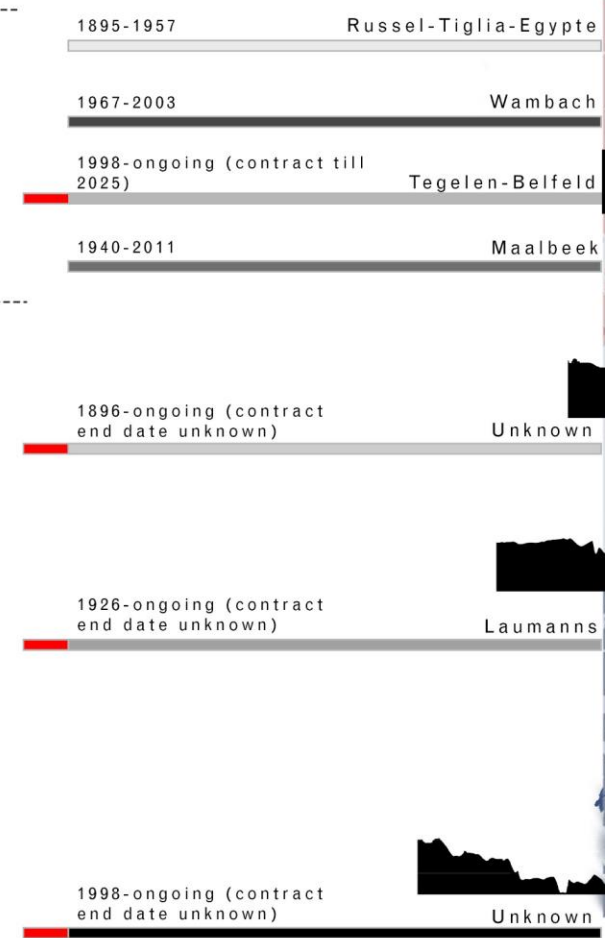 1895-1957 Russel-Tiglia-Egypte
1967-2003 Wambach
1998-ongoing (contract till
2025) Tegelen-Belfeld
1940-2011 Maalbeek
1896-ongoing (contract
end date unknown) Unknown
1926-ongoing (contract
end date unknown) Laumanns
1998-ongoing (contract
end date unknown) Unknown